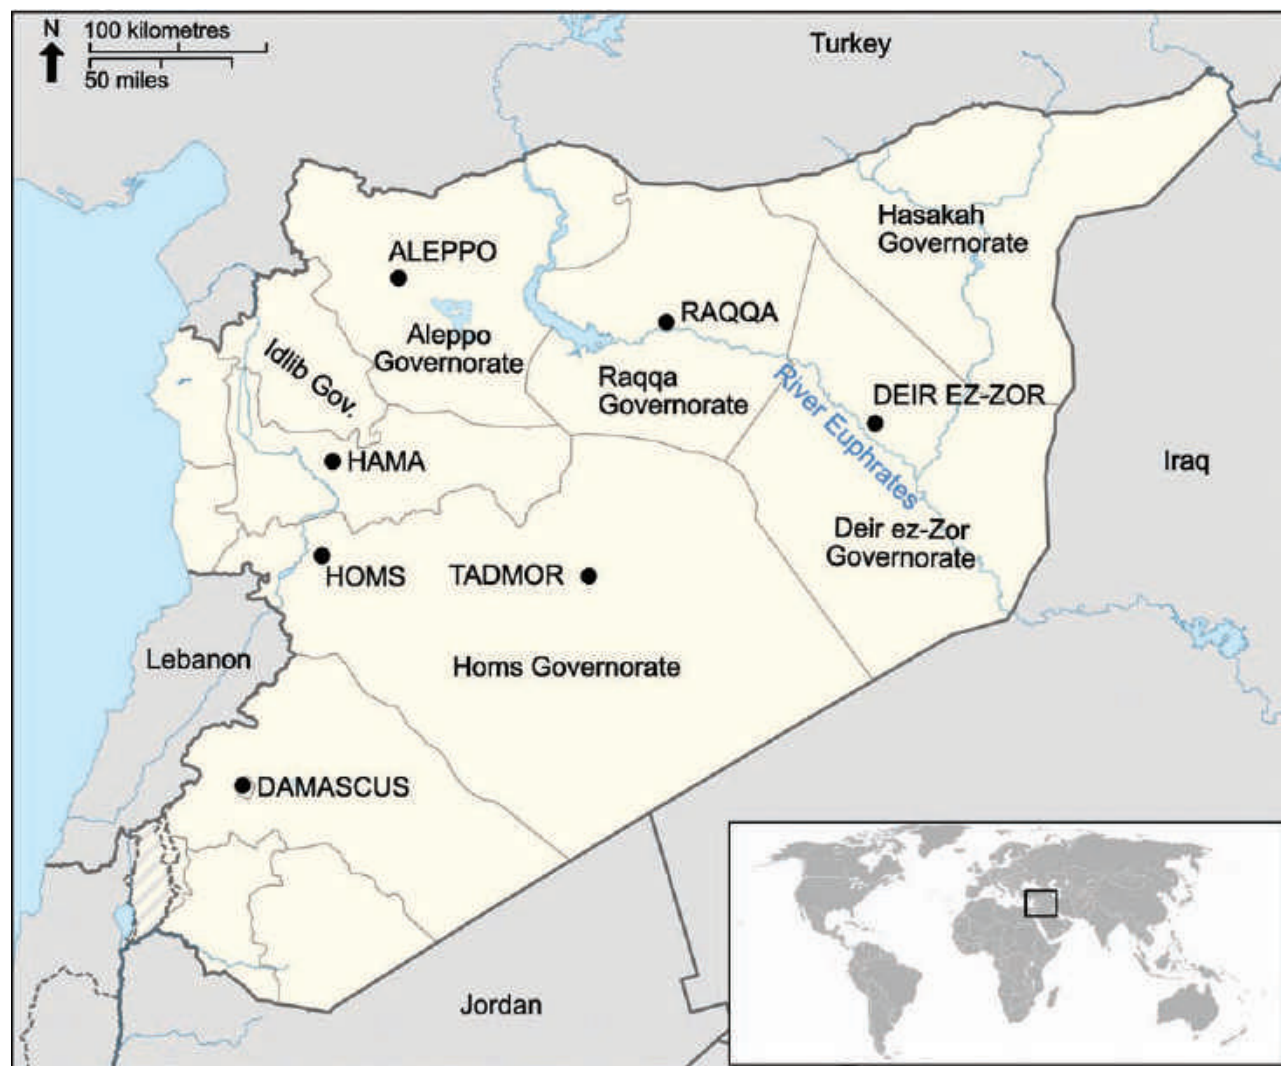 N
100 kilometres
50 miles
Turkey
Hasakah
Governorate
ALEPPO
RAQQA
Aleppo
Governorate
Idlib Gov.
Raqqa
Governorate
River Euphrates
DEIR EZ-ZOR
HAMA
Iraq
Deir ez-Zor
Governorate
HOMS
TADMOR
Lebanon
Homs Governorate
DAMASCUS
Jordan